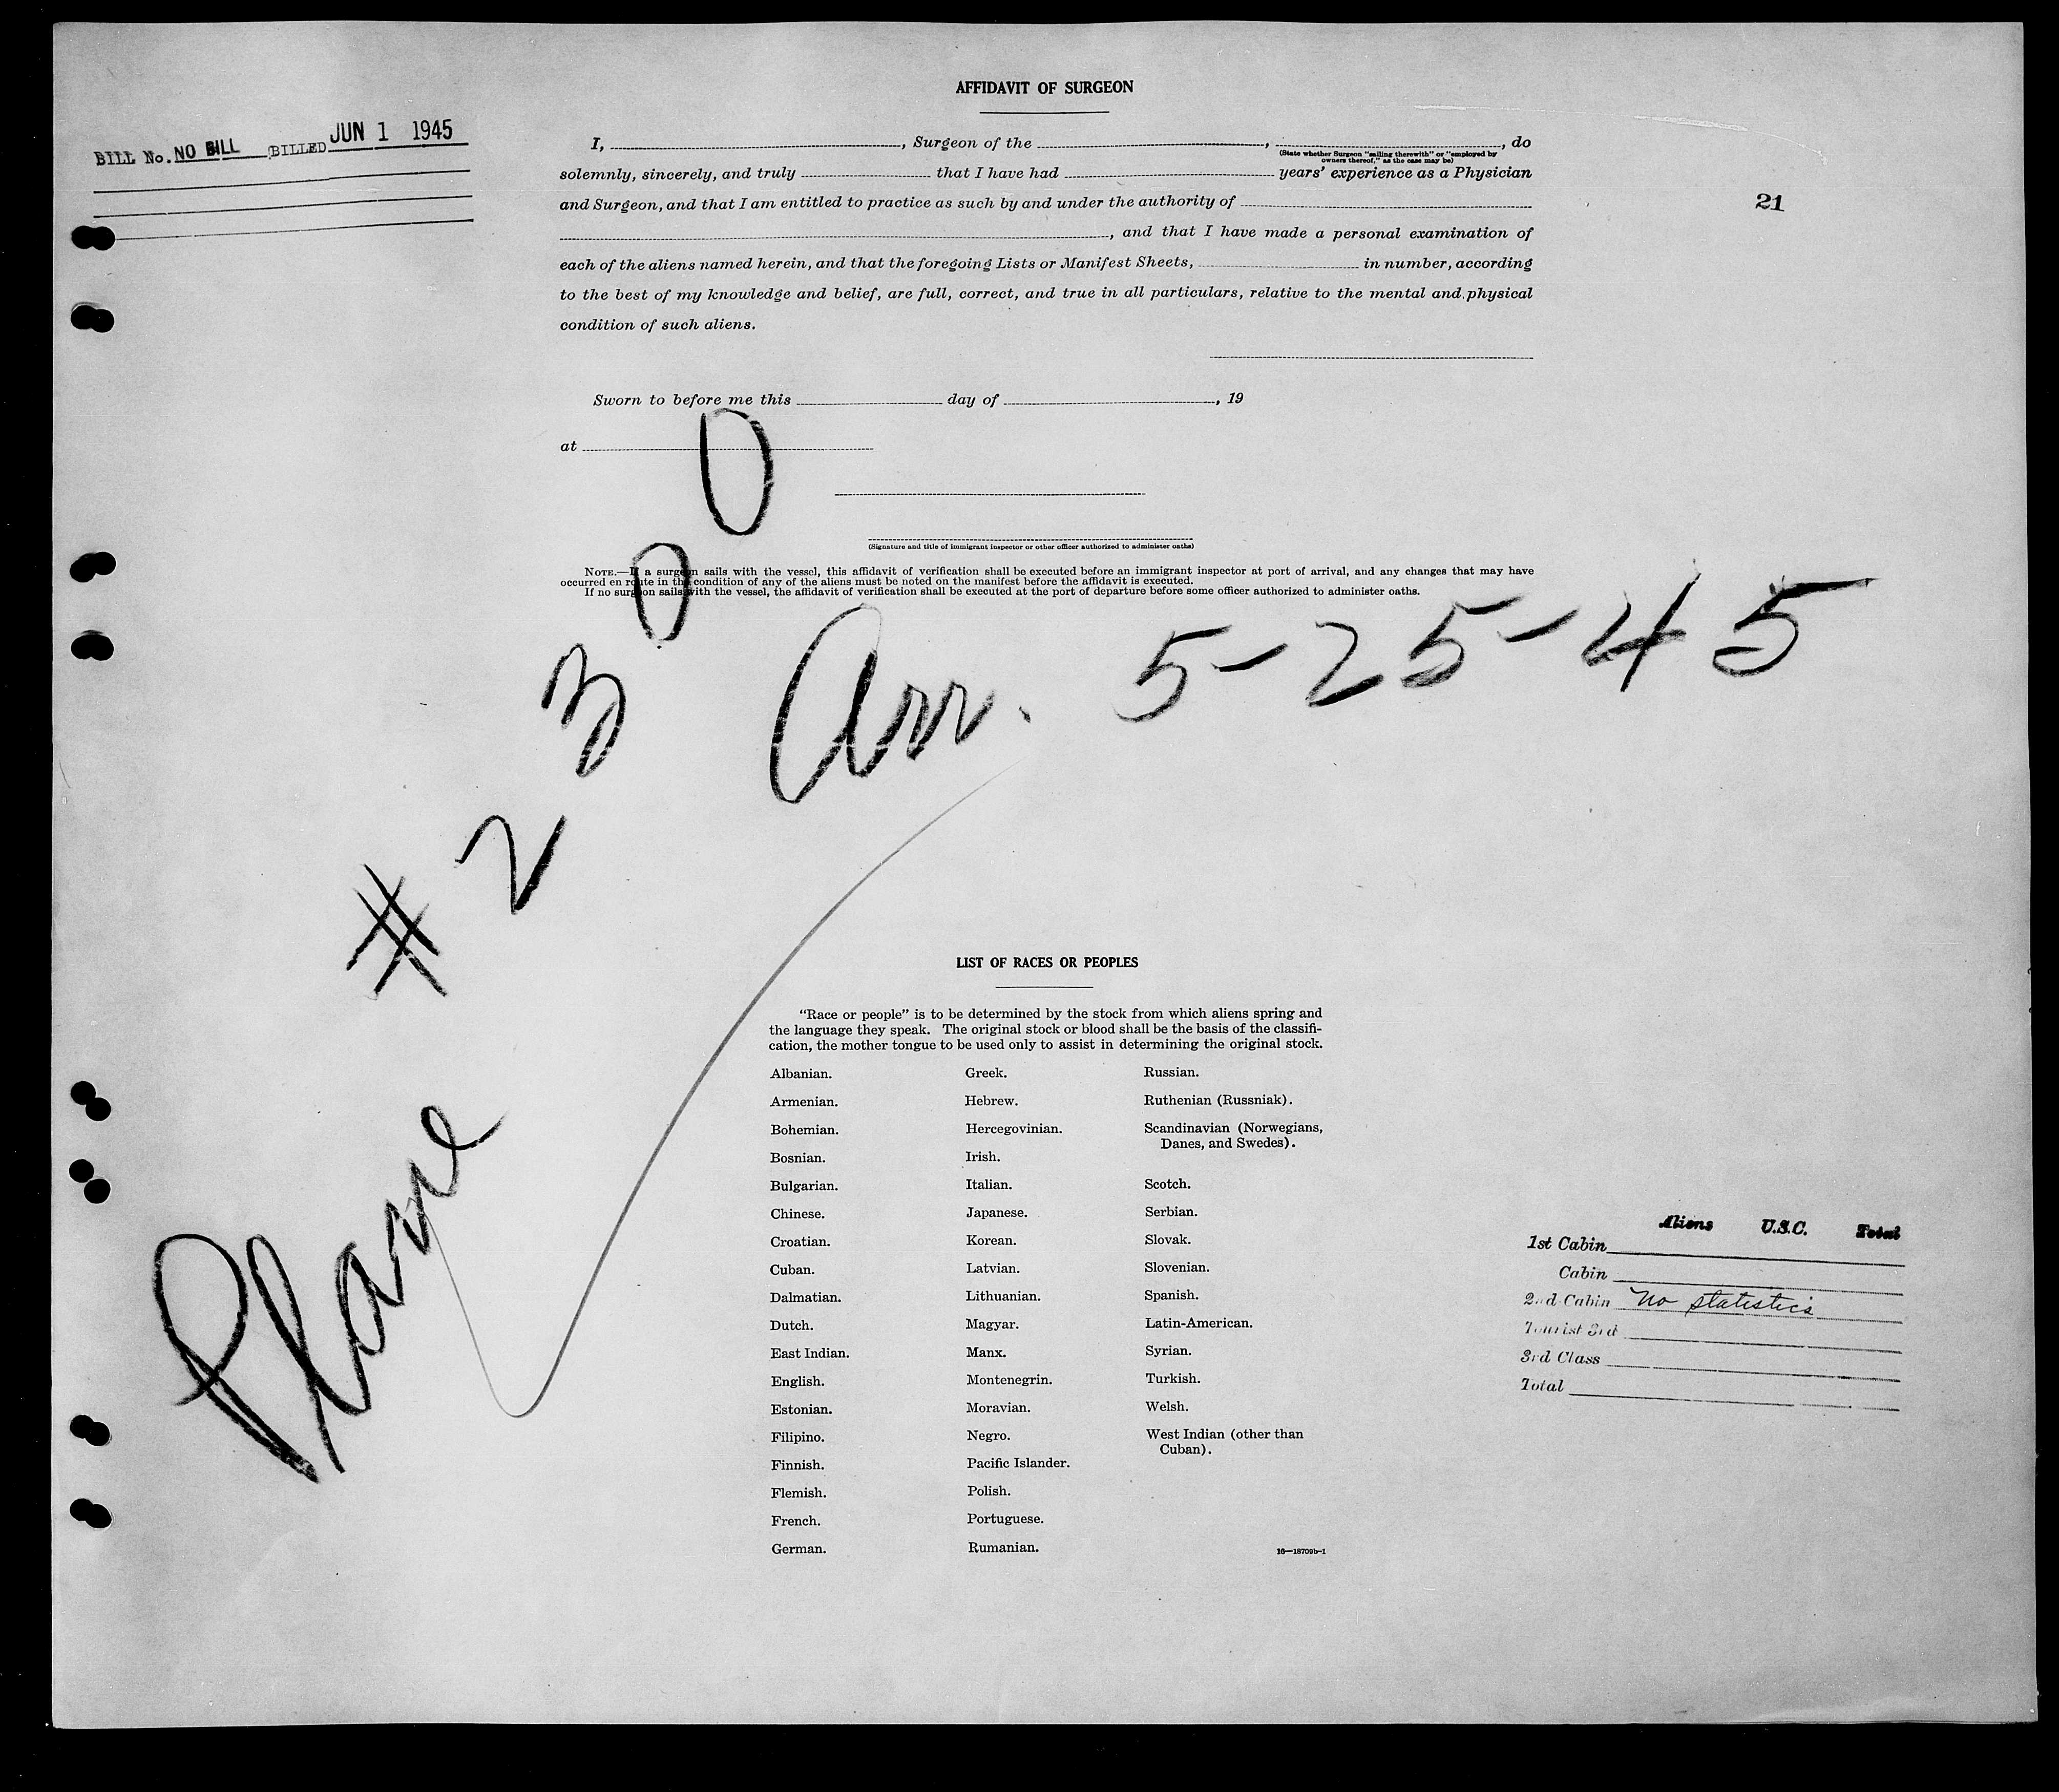 AFFIDAVIT OF SURGEON
BILL No. NO BILL BILLED JUN 1 1945
I, , Surgeon of the , , do
(State whether Surgeon "sailing therewith" or "employed by
owners thereof," as the case may be)
solemnly, sincerely, and truly that I have had years' experience as a Physician
and Surgeon, and that I am entitled to practice as such by and under the authority of
21
, and that I have made a personal examination of
each of the aliens named herein, and that the foregoing Lists or Manifest Sheets, in number, according
to the best of my knowledge and belief, are full, correct, and true in all particulars, relative to the mental and physical
condition of such aliens.
Sworn to before me this day of , 19
at
(Signature and title of immigrant inspector or other officer authorized to administer oaths)
NOTE.—If a surgeon sails with the vessel, this affidavit of verification shall be executed before an immigrant inspector at port of arrival, and any changes that may have
occurred en route in the condition of any of the aliens must be noted on the manifest before the affidavit is executed.
If no surgeon sails with the vessel, the affidavit of verification shall be executed at the port of departure before some officer authorized to administer oaths.
Plane #2300
Arr. 5-25-45
LIST OF RACES OR PEOPLES
"Race or people" is to be determined by the stock from which aliens spring and
the language they speak. The original stock or blood shall be the basis of the classifi-
cation, the mother tongue to be used only to assist in determining the original stock.
Albanian.
Armenian.
Bohemian.
Bosnian.
Bulgarian.
Chinese.
Croatian.
Cuban.
Dalmatian.
Dutch.
East Indian.
English.
Estonian.
Filipino.
Finnish.
Flemish.
French.
German.
Greek.
Hebrew.
Hercegovinian.
Irish.
Italian.
Japanese.
Korean.
Latvian.
Lithuanian.
Magyar.
Manx.
Montenegrin.
Moravian.
Negro.
Pacific Islander.
Polish.
Portuguese.
Rumanian.
Russian.
Ruthenian (Russniak).
Scandinavian (Norwegians,
Danes, and Swedes).
Scotch.
Serbian.
Slovak.
Slovenian.
Spanish.
Latin-American.
Syrian.
Turkish.
Welsh.
West Indian (other than
Cuban).
16—18709b-1
Aliens U.S.C. Total
1st Cabin
Cabin
2nd Cabin No statistics
Tourist 3rd
3rd Class
Total